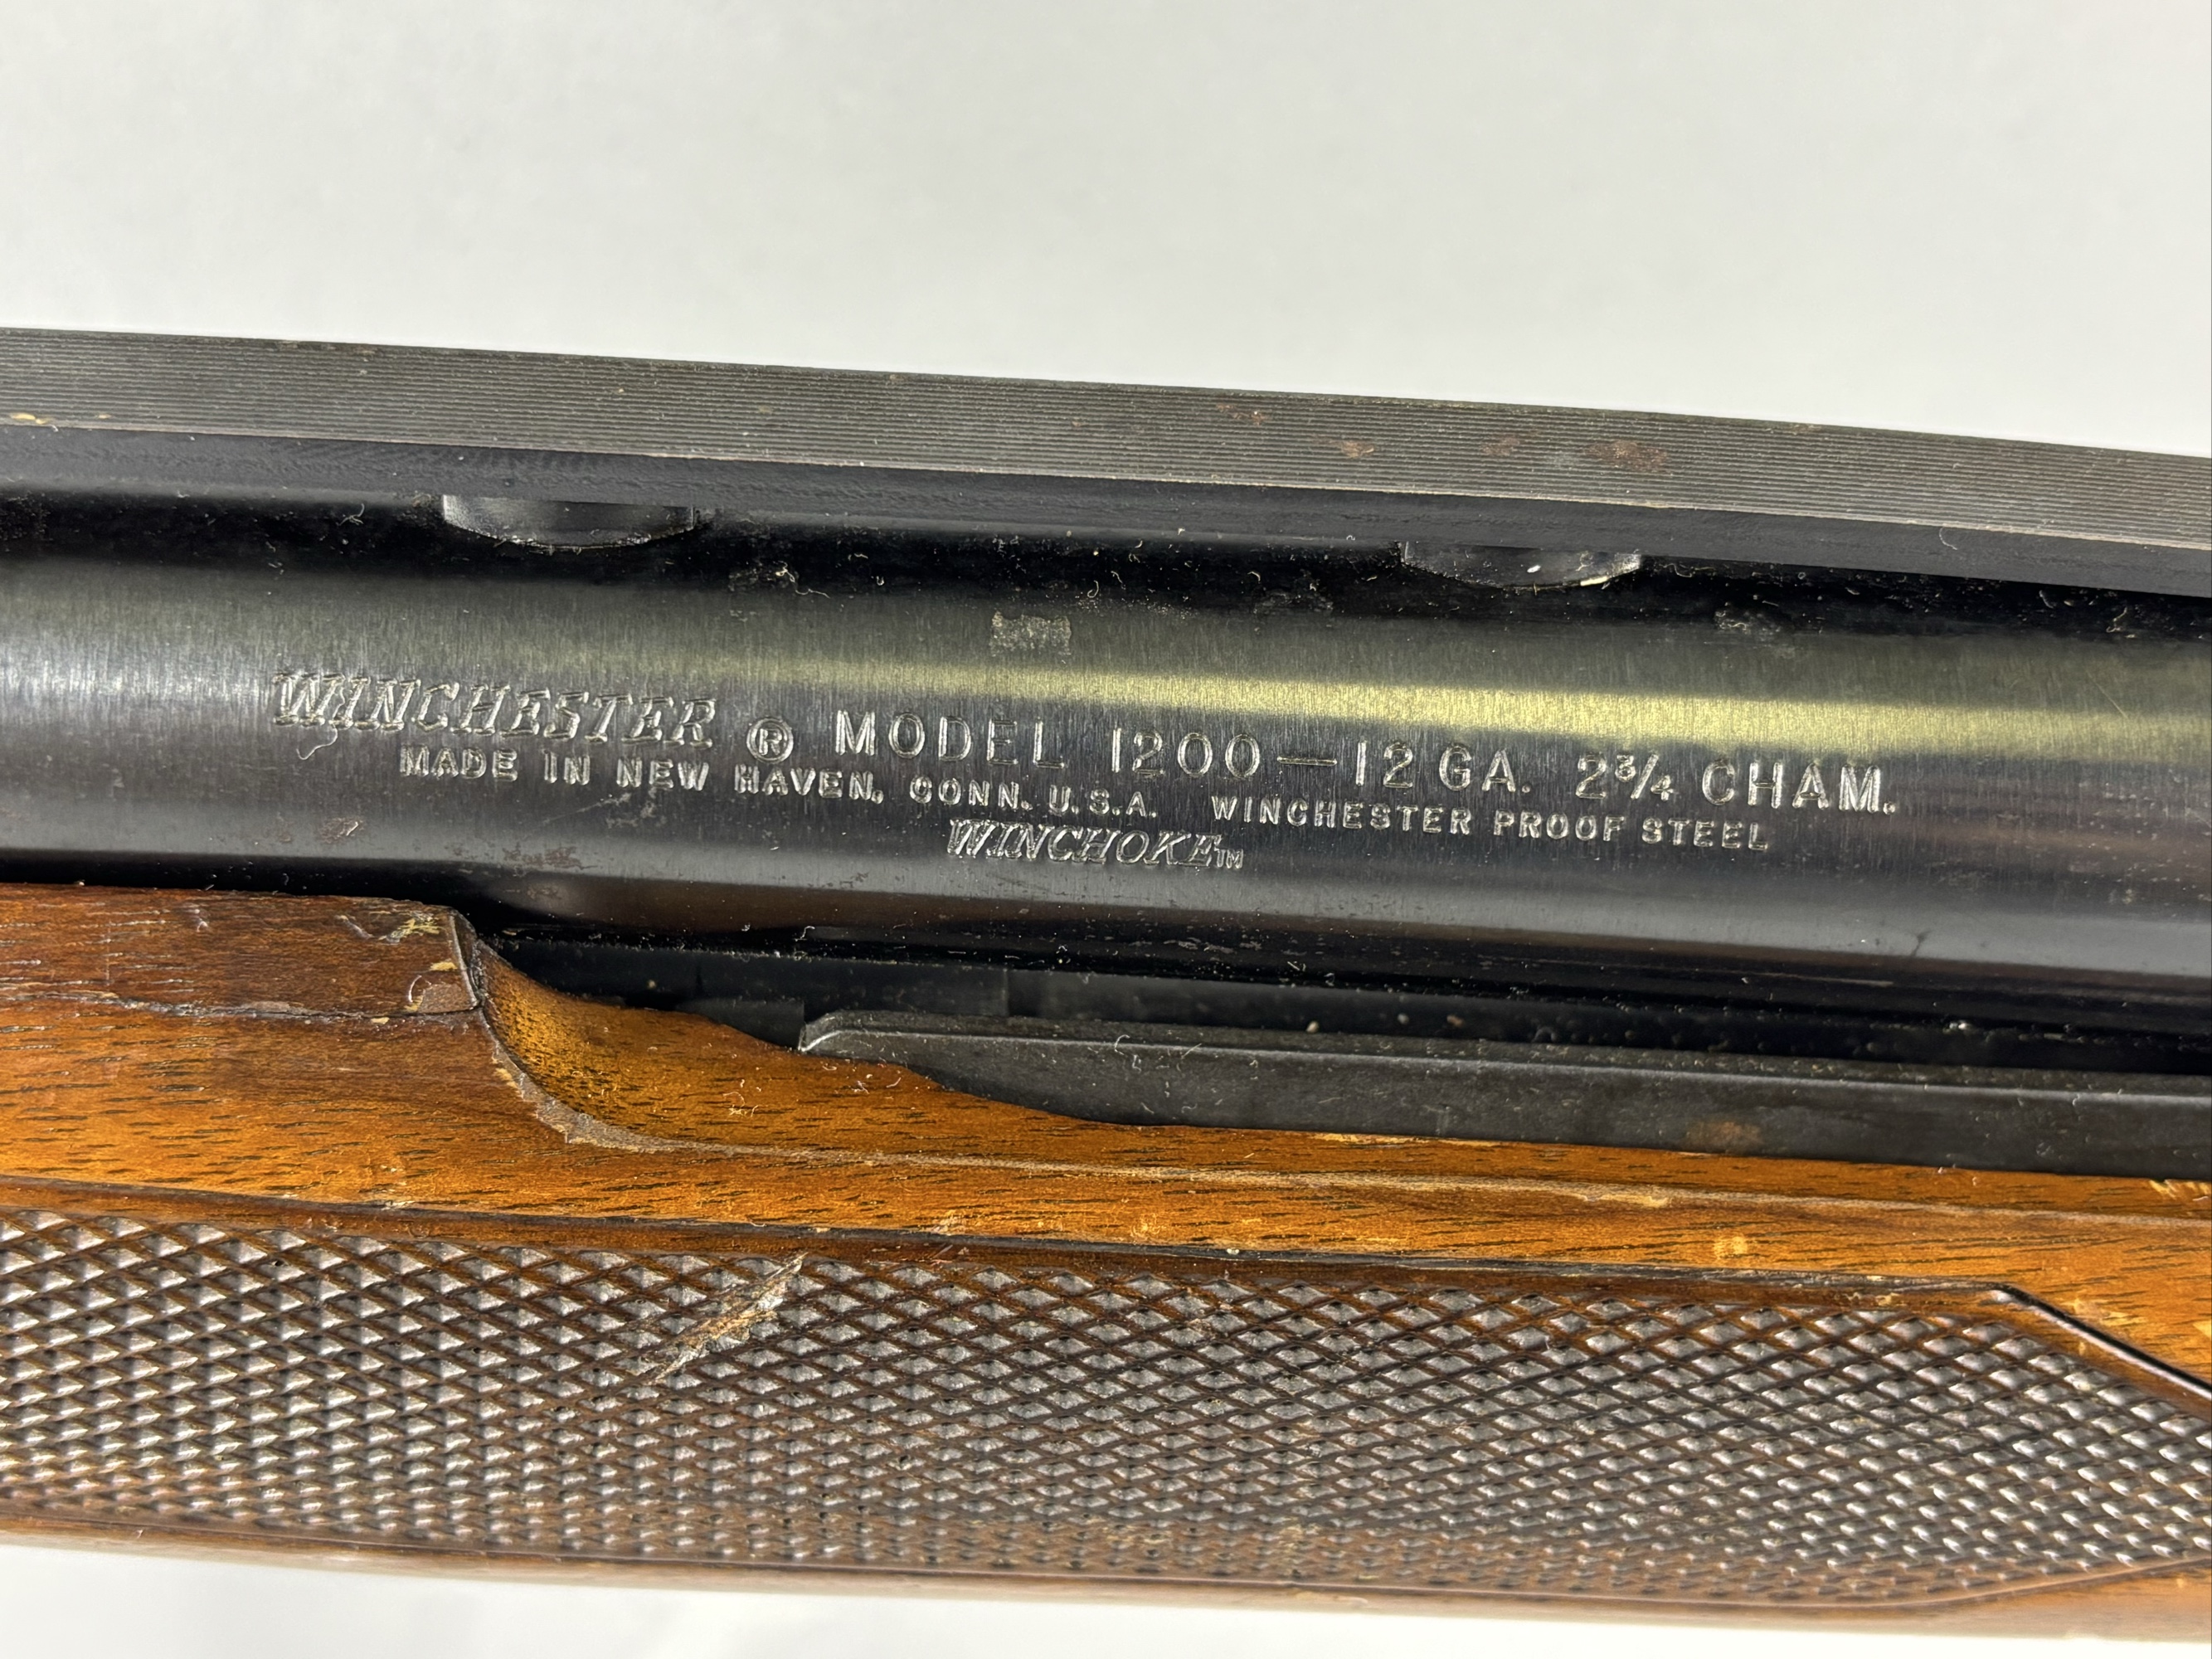 WINCHESTER ® MODEL 1200—12 GA. 2¾ CHAM.
MADE IN NEW HAVEN, CONN. U.S.A. WINCHESTER PROOF STEEL
WINCHOKE™